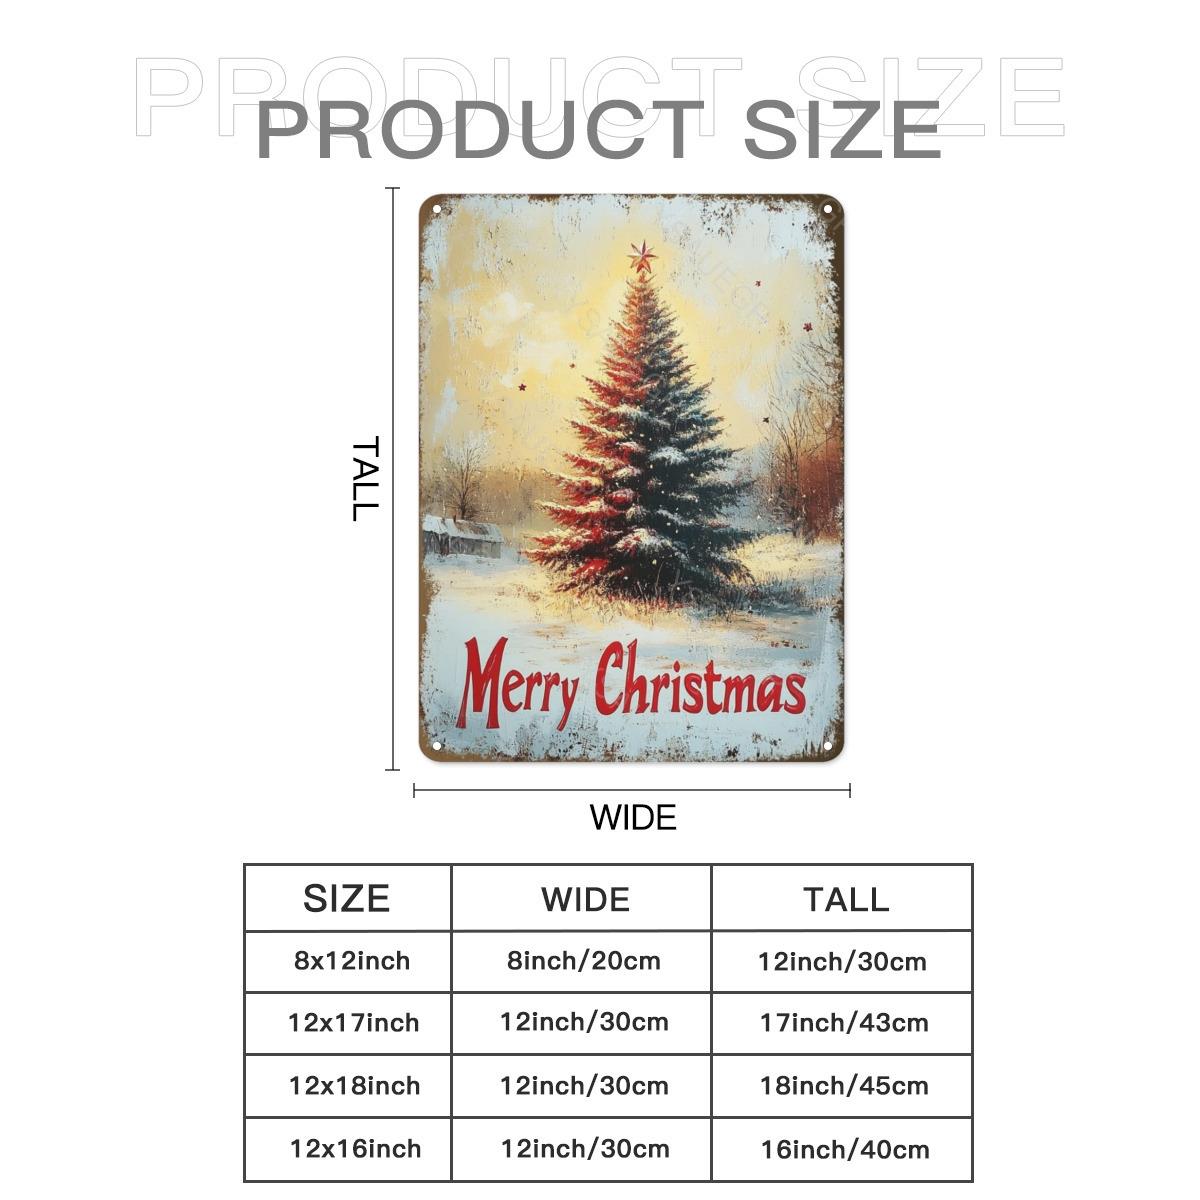 PRODUCT SIZE
PRODUCT SIZE
TALL
Merry Christmas
WIDE
SIZE WIDE TALL
8x12inch 8inch/20cm 12inch/30cm
12x17inch 12inch/30cm 17inch/43cm
12x18inch 12inch/30cm 18inch/45cm
12x16inch 12inch/30cm 16inch/40cm